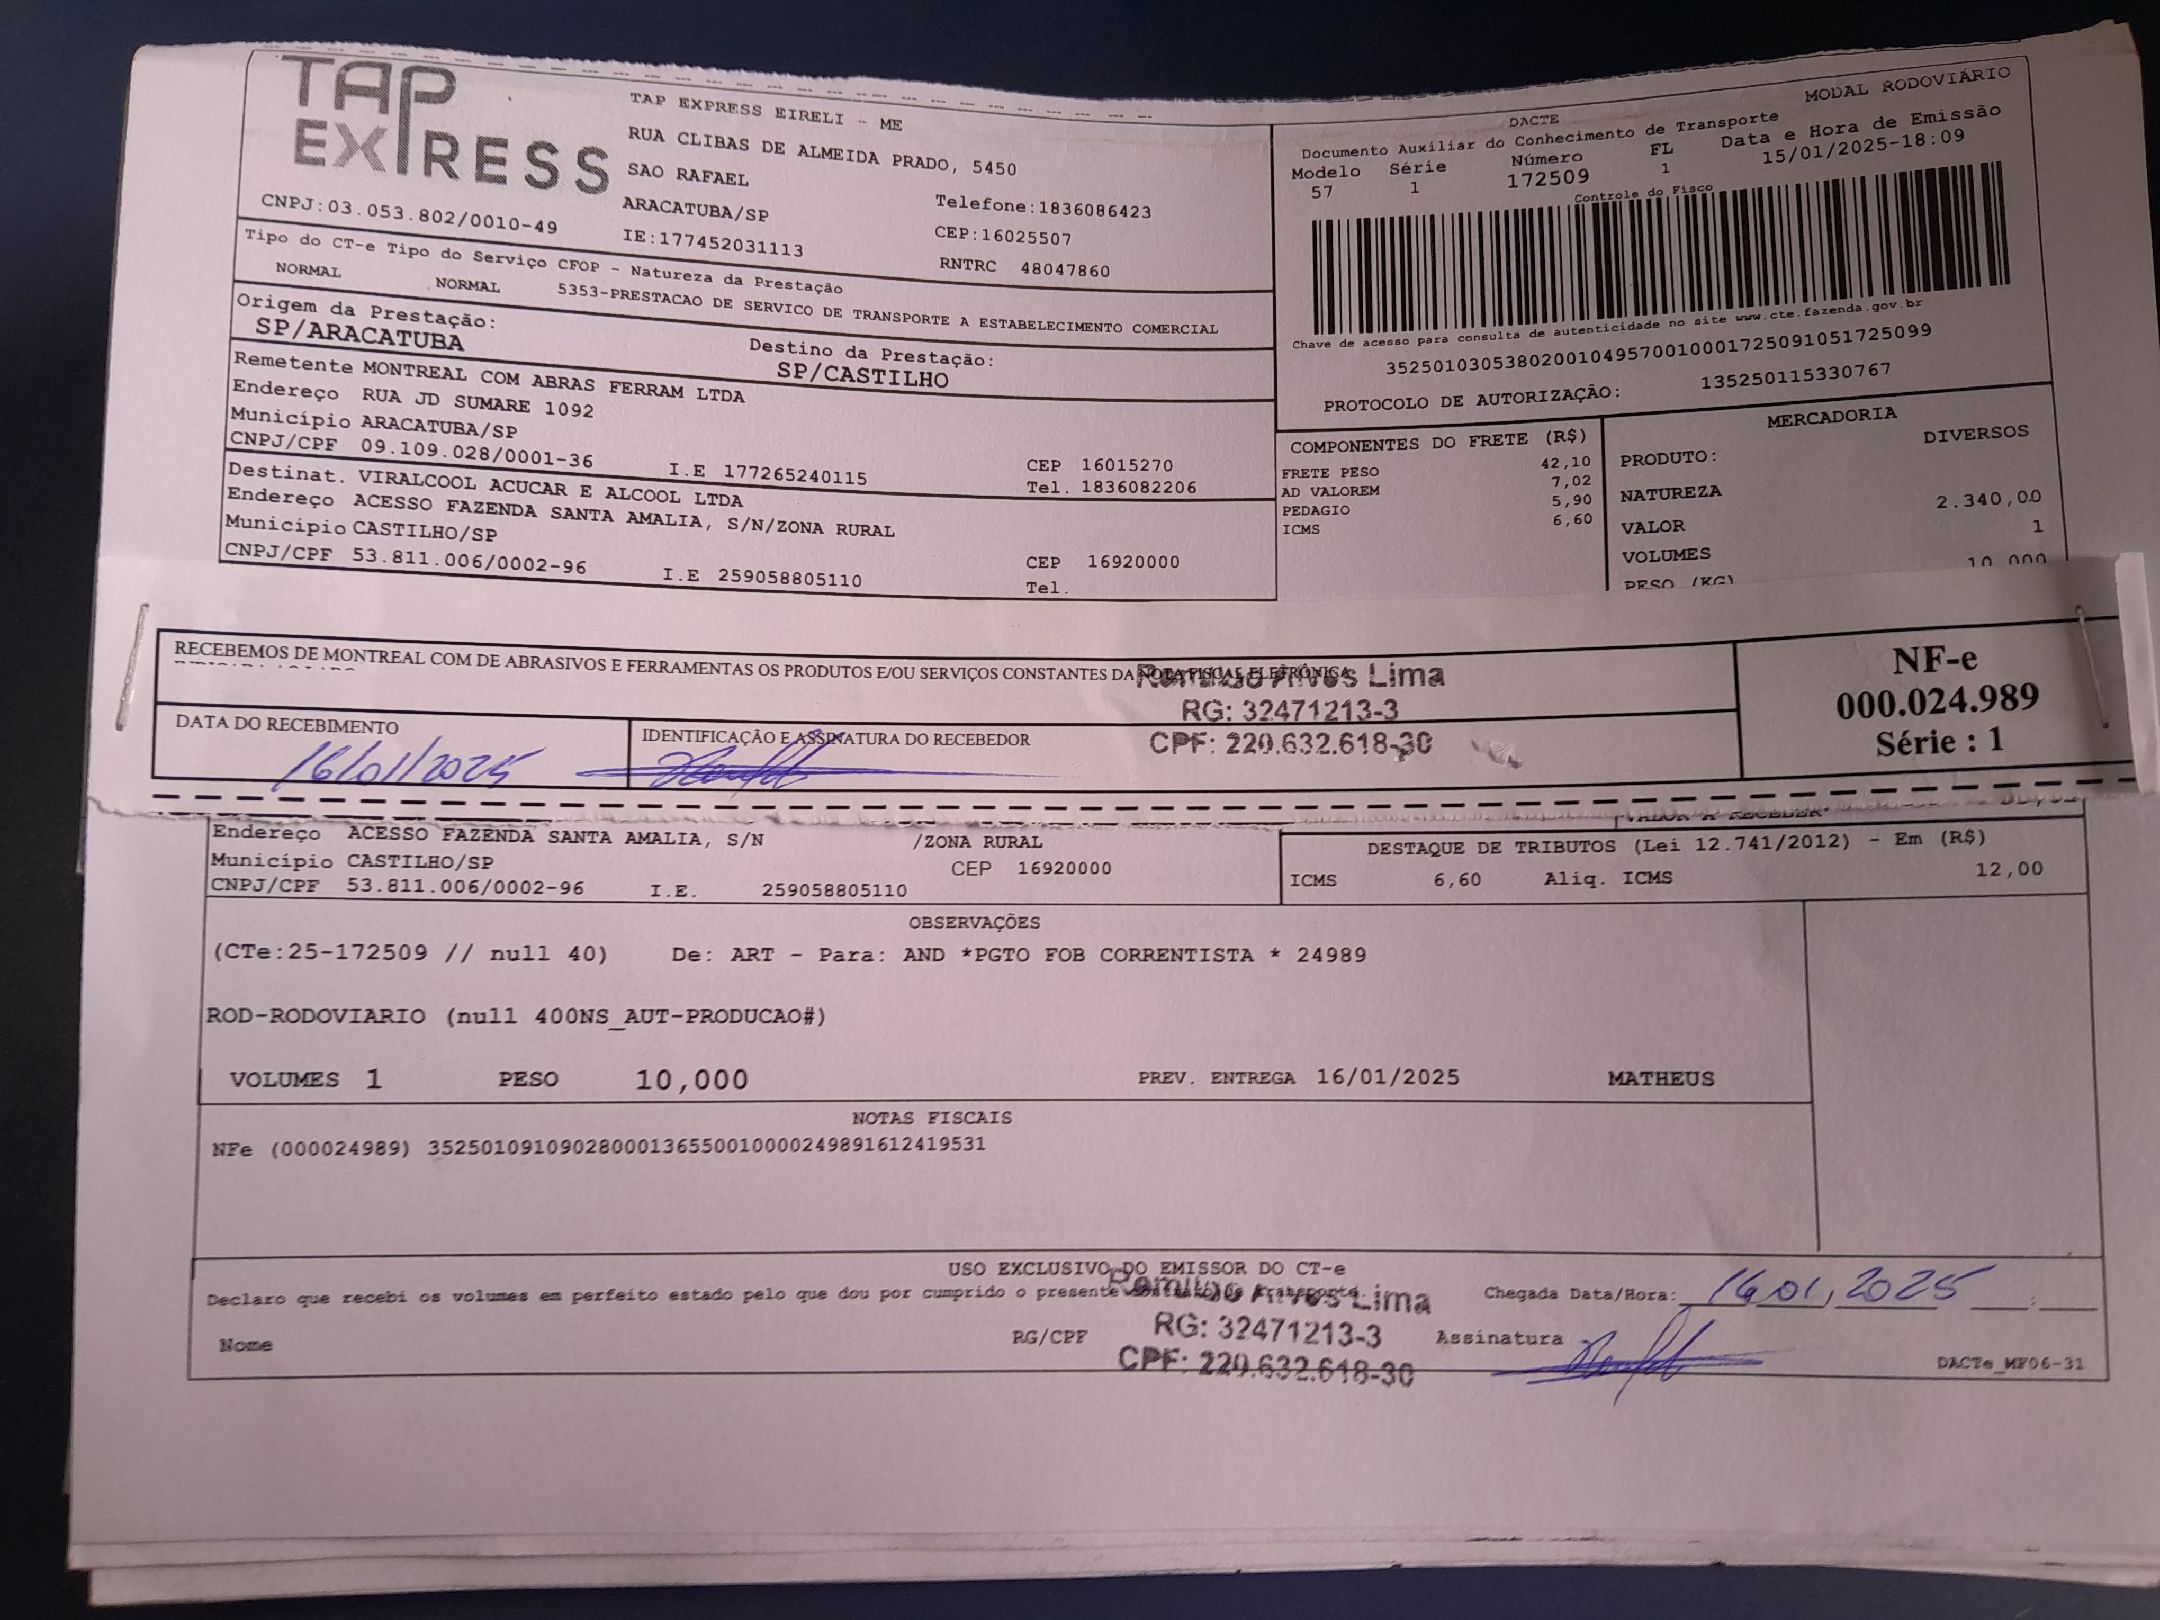 TAP
EXPRESS
TAP EXPRESS EIRELI - ME
RUA CLIBAS DE ALMEIDA PRADO, 5450
SAO RAFAEL
ARACATUBA/SP
Telefone:1836086423
CNPJ:03.053.802/0010-49
IE:177452031113
CEP:16025507
RNTRC 48047860
MODAL RODOVIÁRIO
DACTE
Documento Auxiliar do Conhecimento de Transporte
Modelo Série Número FL Data e Hora de Emissão
57 1 172509 1 15/01/2025-18:09
Controle do Fisco
Chave de acesso para consulta de autenticidade no site www.cte.fazenda.gov.br
35250103053802001049570010001725091051725099
PROTOCOLO DE AUTORIZAÇÃO: 135250115330767
Tipo do CT-e Tipo do Serviço CFOP - Natureza da Prestação
NORMAL NORMAL 5353-PRESTACAO DE SERVICO DE TRANSPORTE A ESTABELECIMENTO COMERCIAL
Origem da Prestação:
SP/ARACATUBA
Destino da Prestação:
SP/CASTILHO
Remetente MONTREAL COM ABRAS FERRAM LTDA
Endereço RUA JD SUMARE 1092
Município ARACATUBA/SP
CEP 16015270
CNPJ/CPF 09.109.028/0001-36 I.E 177265240115 Tel. 1836082206
Destinat. VIRALCOOL ACUCAR E ALCOOL LTDA
Endereço ACESSO FAZENDA SANTA AMALIA, S/N/ZONA RURAL
Município CASTILHO/SP
CEP 16920000
CNPJ/CPF 53.811.006/0002-96 I.E 259058805110 Tel.
COMPONENTES DO FRETE (R$)
FRETE PESO 42,10
AD VALOREM 7,02
PEDAGIO 5,90
ICMS 6,60
MERCADORIA
PRODUTO: DIVERSOS
NATUREZA
VALOR 2.340,00
VOLUMES 1
PESO (KG) 10,000
RECEBEMOS DE MONTREAL COM DE ABRASIVOS E FERRAMENTAS OS PRODUTOS E/OU SERVIÇOS CONSTANTES DA NOTA FISCAL ELETRÔNICA
DATA DO RECEBIMENTO
16/01/2025
IDENTIFICAÇÃO E ASSINATURA DO RECEBEDOR
Lima
RG: 32471213-3
CPF: 220.632.618-30
NF-e
000.024.989
Série : 1
VALOR A RECEBER
Endereço ACESSO FAZENDA SANTA AMALIA, S/N /ZONA RURAL
Município CASTILHO/SP CEP 16920000
CNPJ/CPF 53.811.006/0002-96 I.E. 259058805110
DESTAQUE DE TRIBUTOS (Lei 12.741/2012) - Em (R$)
ICMS 6,60 Aliq. ICMS 12,00
OBSERVAÇÕES
(CTe:25-172509 // null 40) De: ART - Para: AND *PGTO FOB CORRENTISTA * 24989
ROD-RODOVIARIO (null 400NS_AUT-PRODUCAO#)
VOLUMES 1 PESO 10,000 PREV. ENTREGA 16/01/2025 MATHEUS
NOTAS FISCAIS
NFe (000024989) 35250109109028000136550010000249891612419531
USO EXCLUSIVO DO EMISSOR DO CT-e
Declaro que recebi os volumes em perfeito estado pelo que dou por cumprido o presente contrato de transporte.
Chegada Data/Hora: 16 01 2025
Lima
RG: 32471213-3
CPF: 220.632.618-30
Nome RG/CPF Assinatura
DACTe_MF06-31